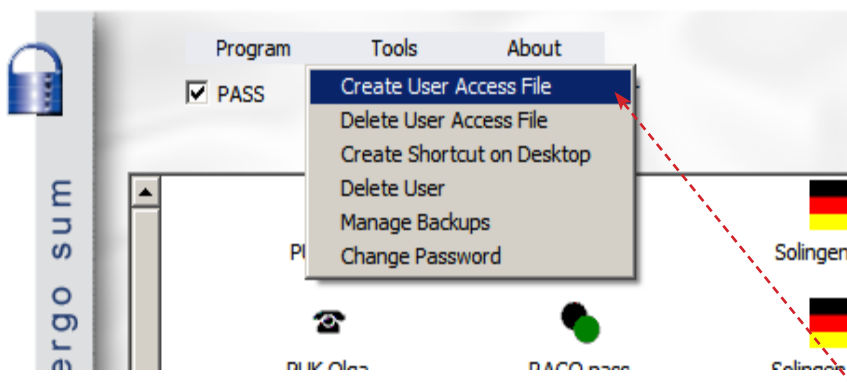 Program Tools About
PASS
Create User Access File
Delete User Access File
Create Shortcut on Desktop
Delete User
Manage Backups
Change Password
ergo sum
Solingen
PUK Olga
RACO pass
Solingen